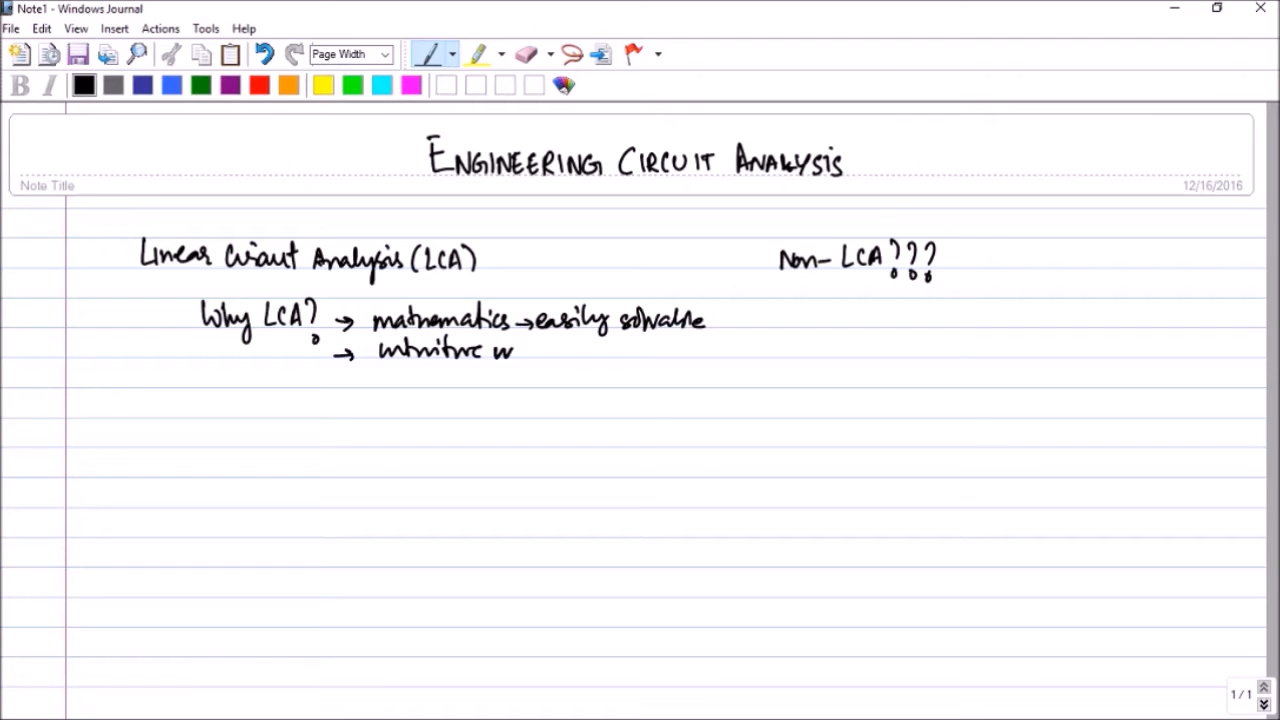 Note1 - Windows Journal
File Edit View Insert Actions Tools Help
Page Width
B I
ENGINEERING CIRCUIT ANALYSIS
Note Title 12/16/2016
Linear Circuit Analysis (LCA) Non-LCA???
Why LCA? → mathematics → easily solvable
→ intuitive w
1/1